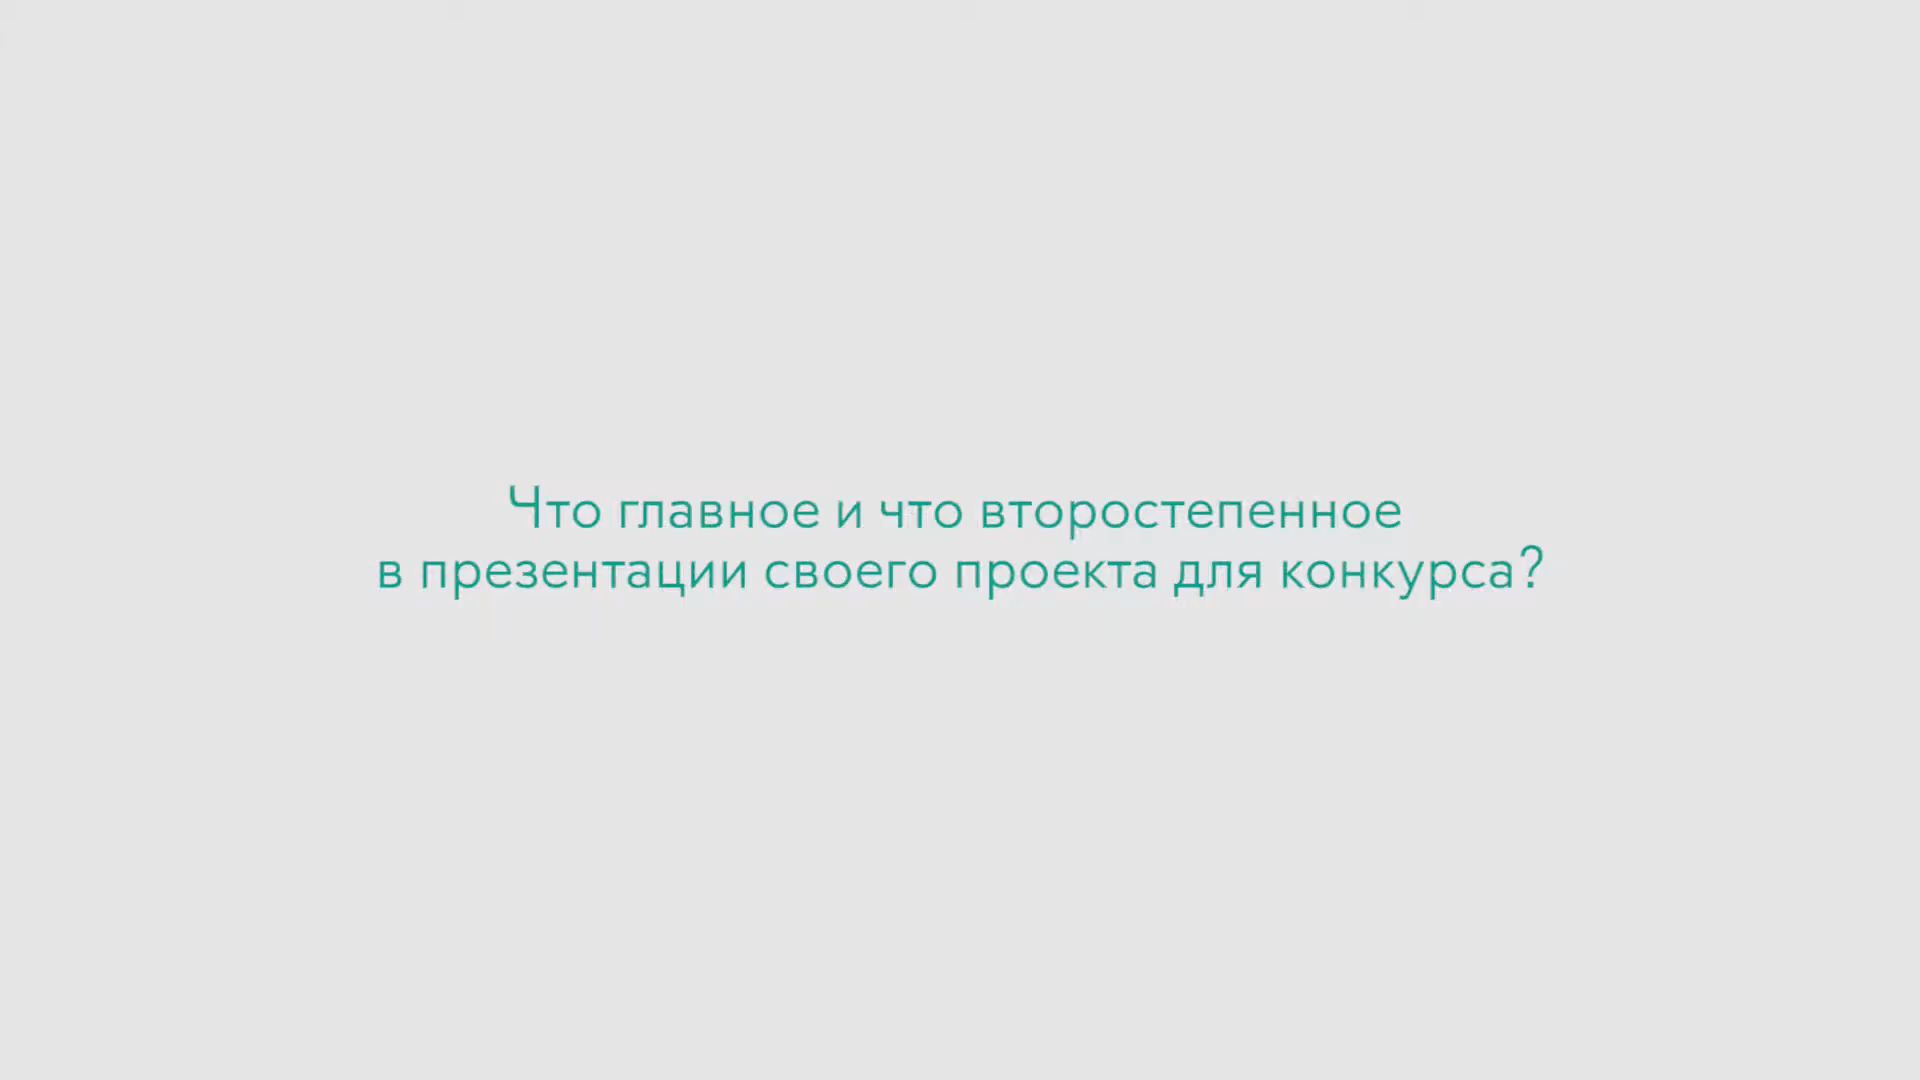 Что главное и что второстепенное
в презентации своего проекта для конкурса?